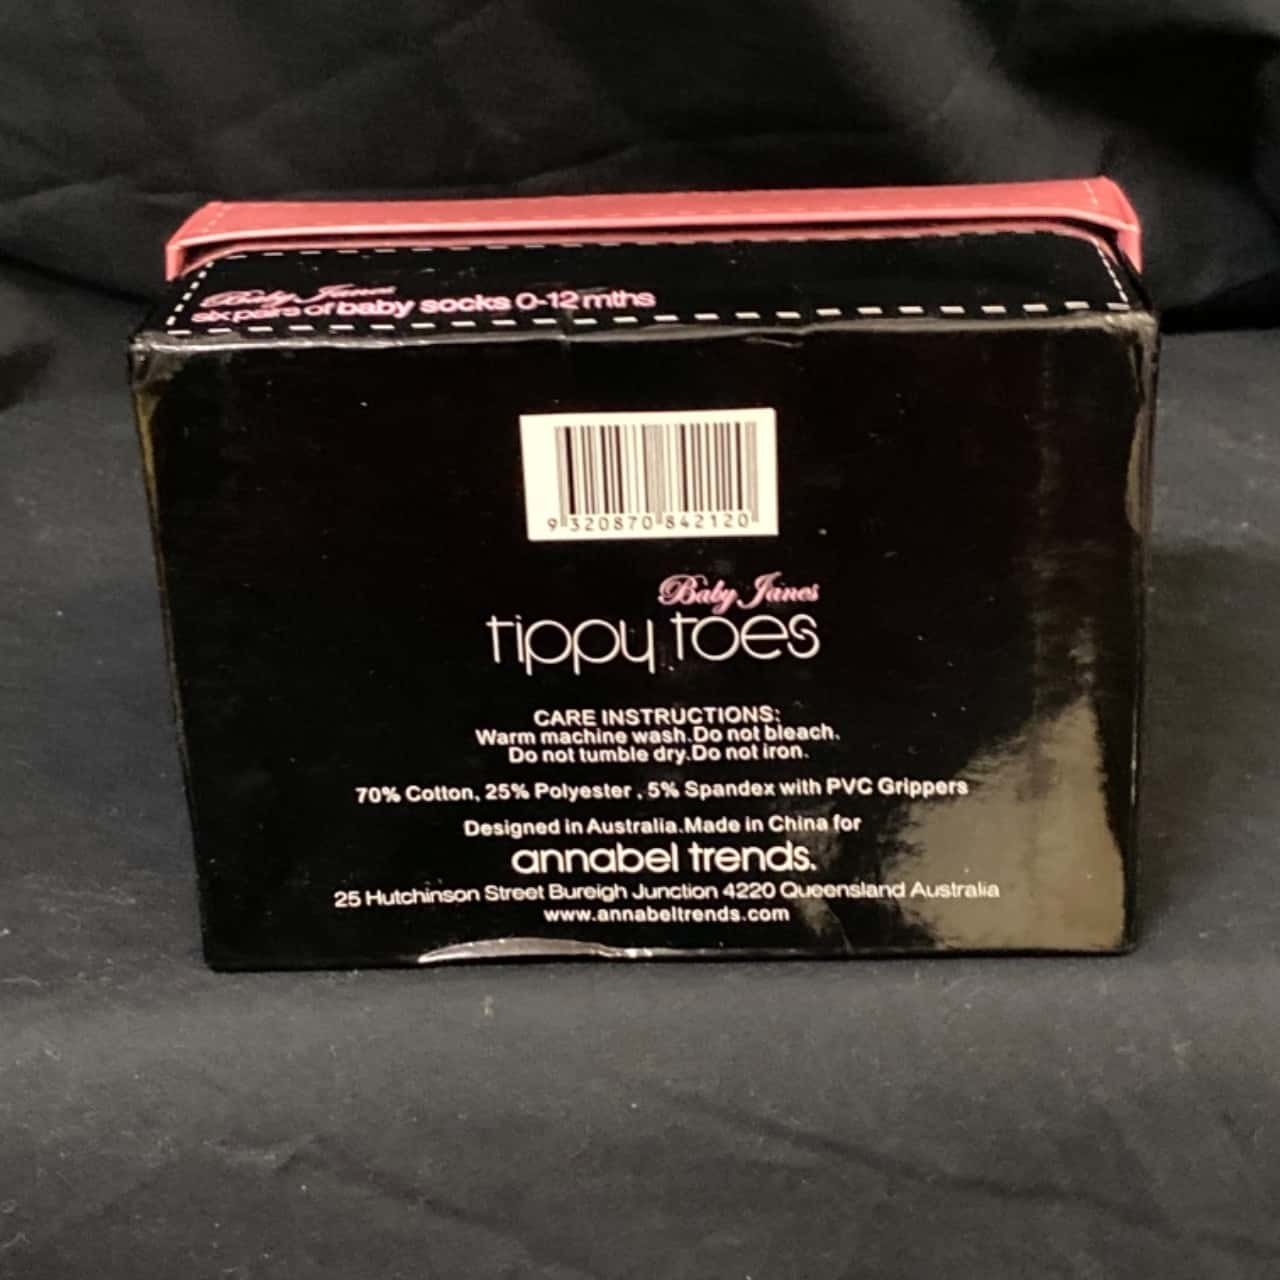 Baby Janes
six pairs of baby socks 0-12 mths
9 320870 842120
Baby Janes
tippy toes
CARE INSTRUCTIONS:
Warm machine wash.Do not bleach.
Do not tumble dry.Do not iron.
70% Cotton, 25% Polyester , 5% Spandex with PVC Grippers
Designed in Australia.Made in China for
annabel trends.
25 Hutchinson Street Bureigh Junction 4220 Queensland Australia
www.annabeltrends.com